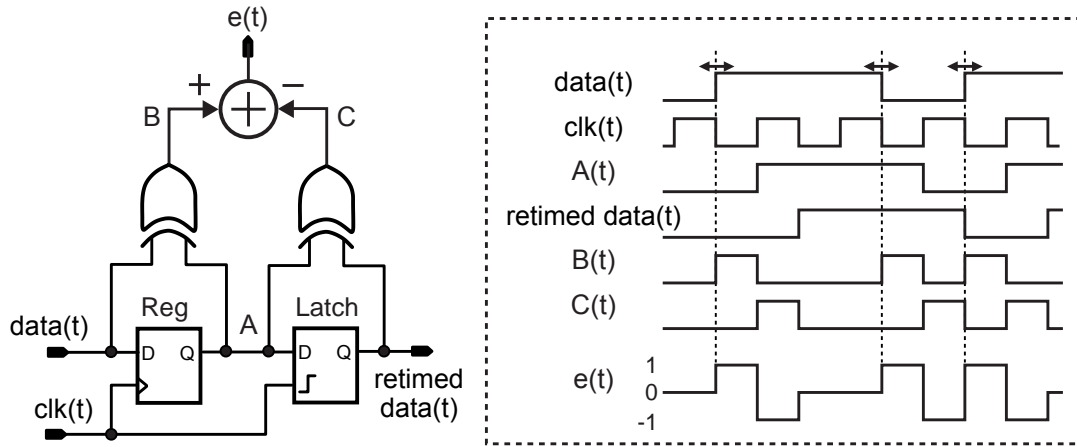 e(t)
+
−
B
C
Reg
A
Latch
data(t)
D
Q
D
Q
retimed
data(t)
clk(t)
data(t)
clk(t)
A(t)
retimed data(t)
B(t)
C(t)
e(t)
1
0
-1